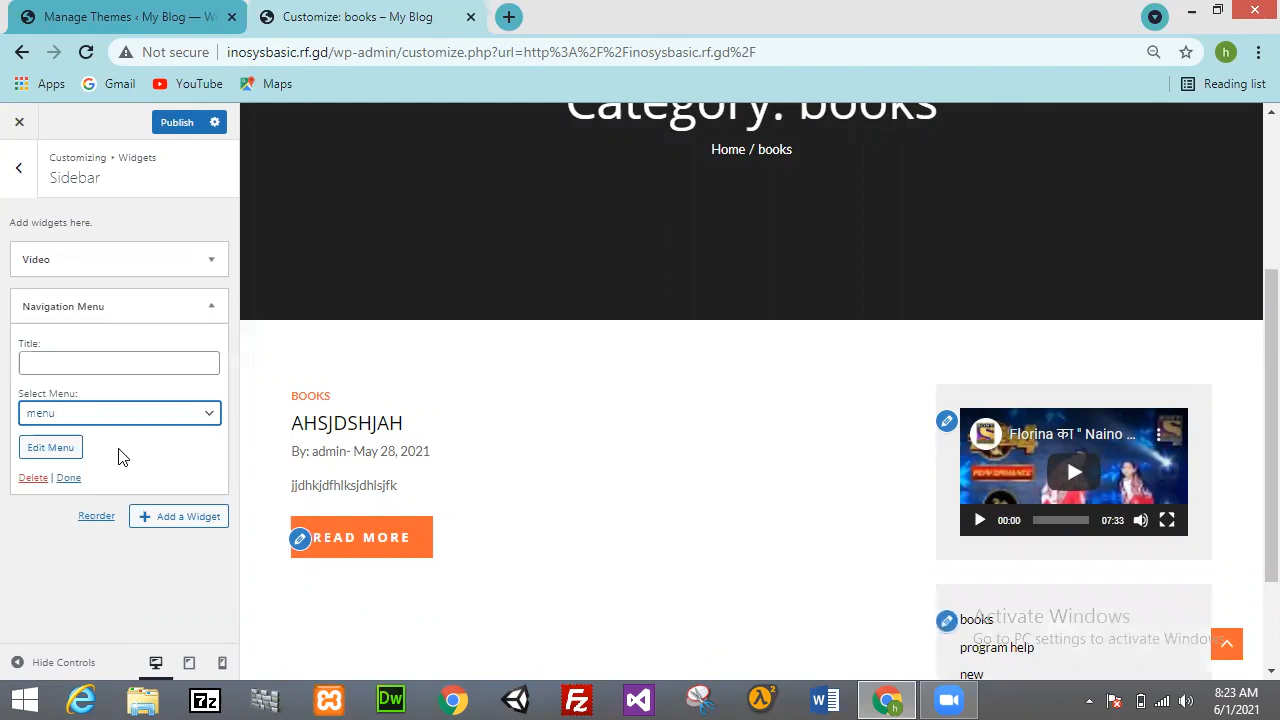 Manage Themes ‹ My Blog — W
Customize: books – My Blog
Not secure
inosysbasic.rf.gd/wp-admin/customize.php?url=http%3A%2F%2Finosysbasic.rf.gd%2F
h
Apps
Gmail
YouTube
Maps
Reading list
Publish
Customizing ▸ Widgets
Sidebar
Add widgets here.
Video
Navigation Menu
Title:
Select Menu:
menu
Edit Menu
Delete | Done
Reorder
Add a Widget
Hide Controls
Category: books
Home / books
BOOKS
AHSJDSHJAH
By: admin- May 28, 2021
jjdhkjdfhlksjdhlsjfk
READ MORE
Florina का " Naino ...
PERFORMANCE
00:00
07:33
books
program help
new
Activate Windows
Go to PC settings to activate Windows.
7z
Dw
Fz
8:23 AM
6/1/2021